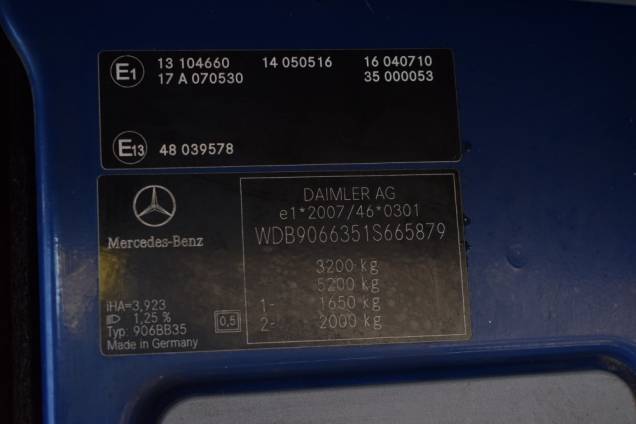 E1 13 104660 14 050516 16 040710
17 A 070530 35 000053
E13 48 039578
Mercedes-Benz
DAIMLER AG
e1*2007/46*0301
WDB9066351S665879
3200 kg
5200 kg
1- 1650 kg
2- 2000 kg
iHA=3,923
1,25 %
Typ: 906BB35
0,5
Made in Germany